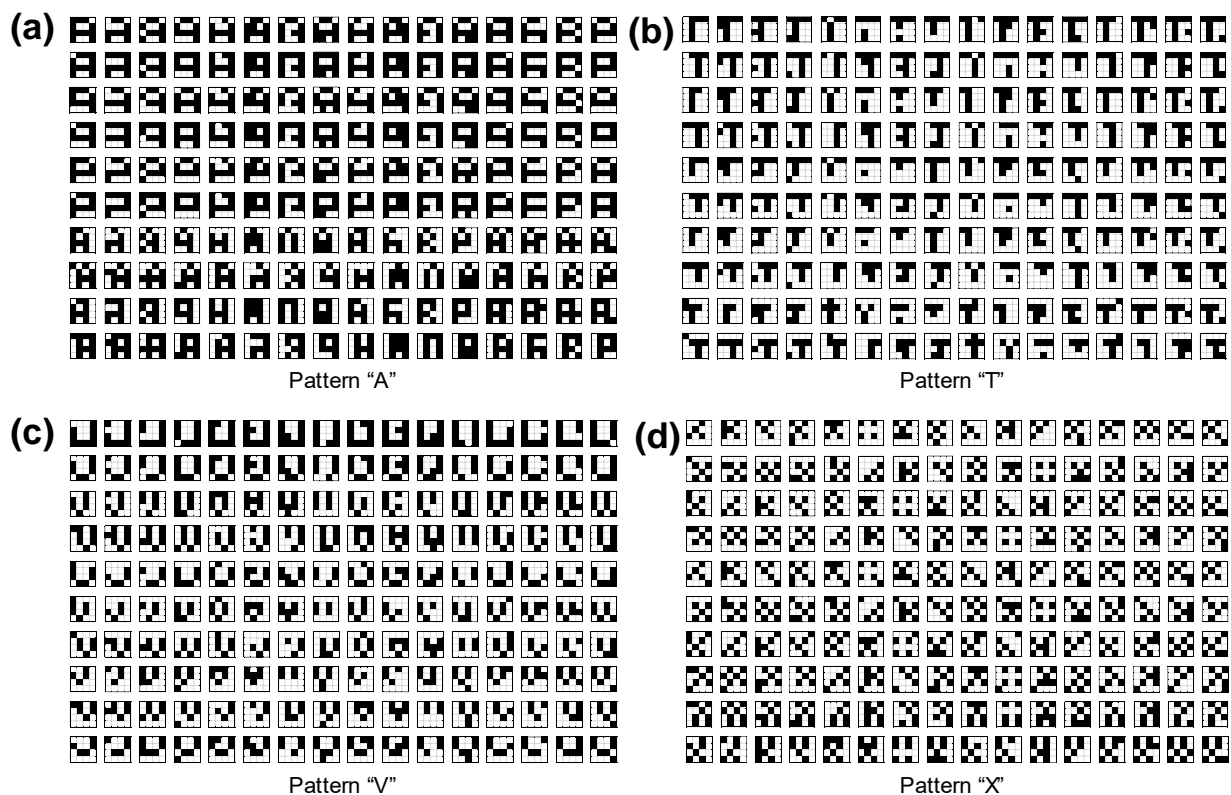 (a)
(b)
Pattern “A”
Pattern “T”
(c)
(d)
Pattern “V”
Pattern “X”